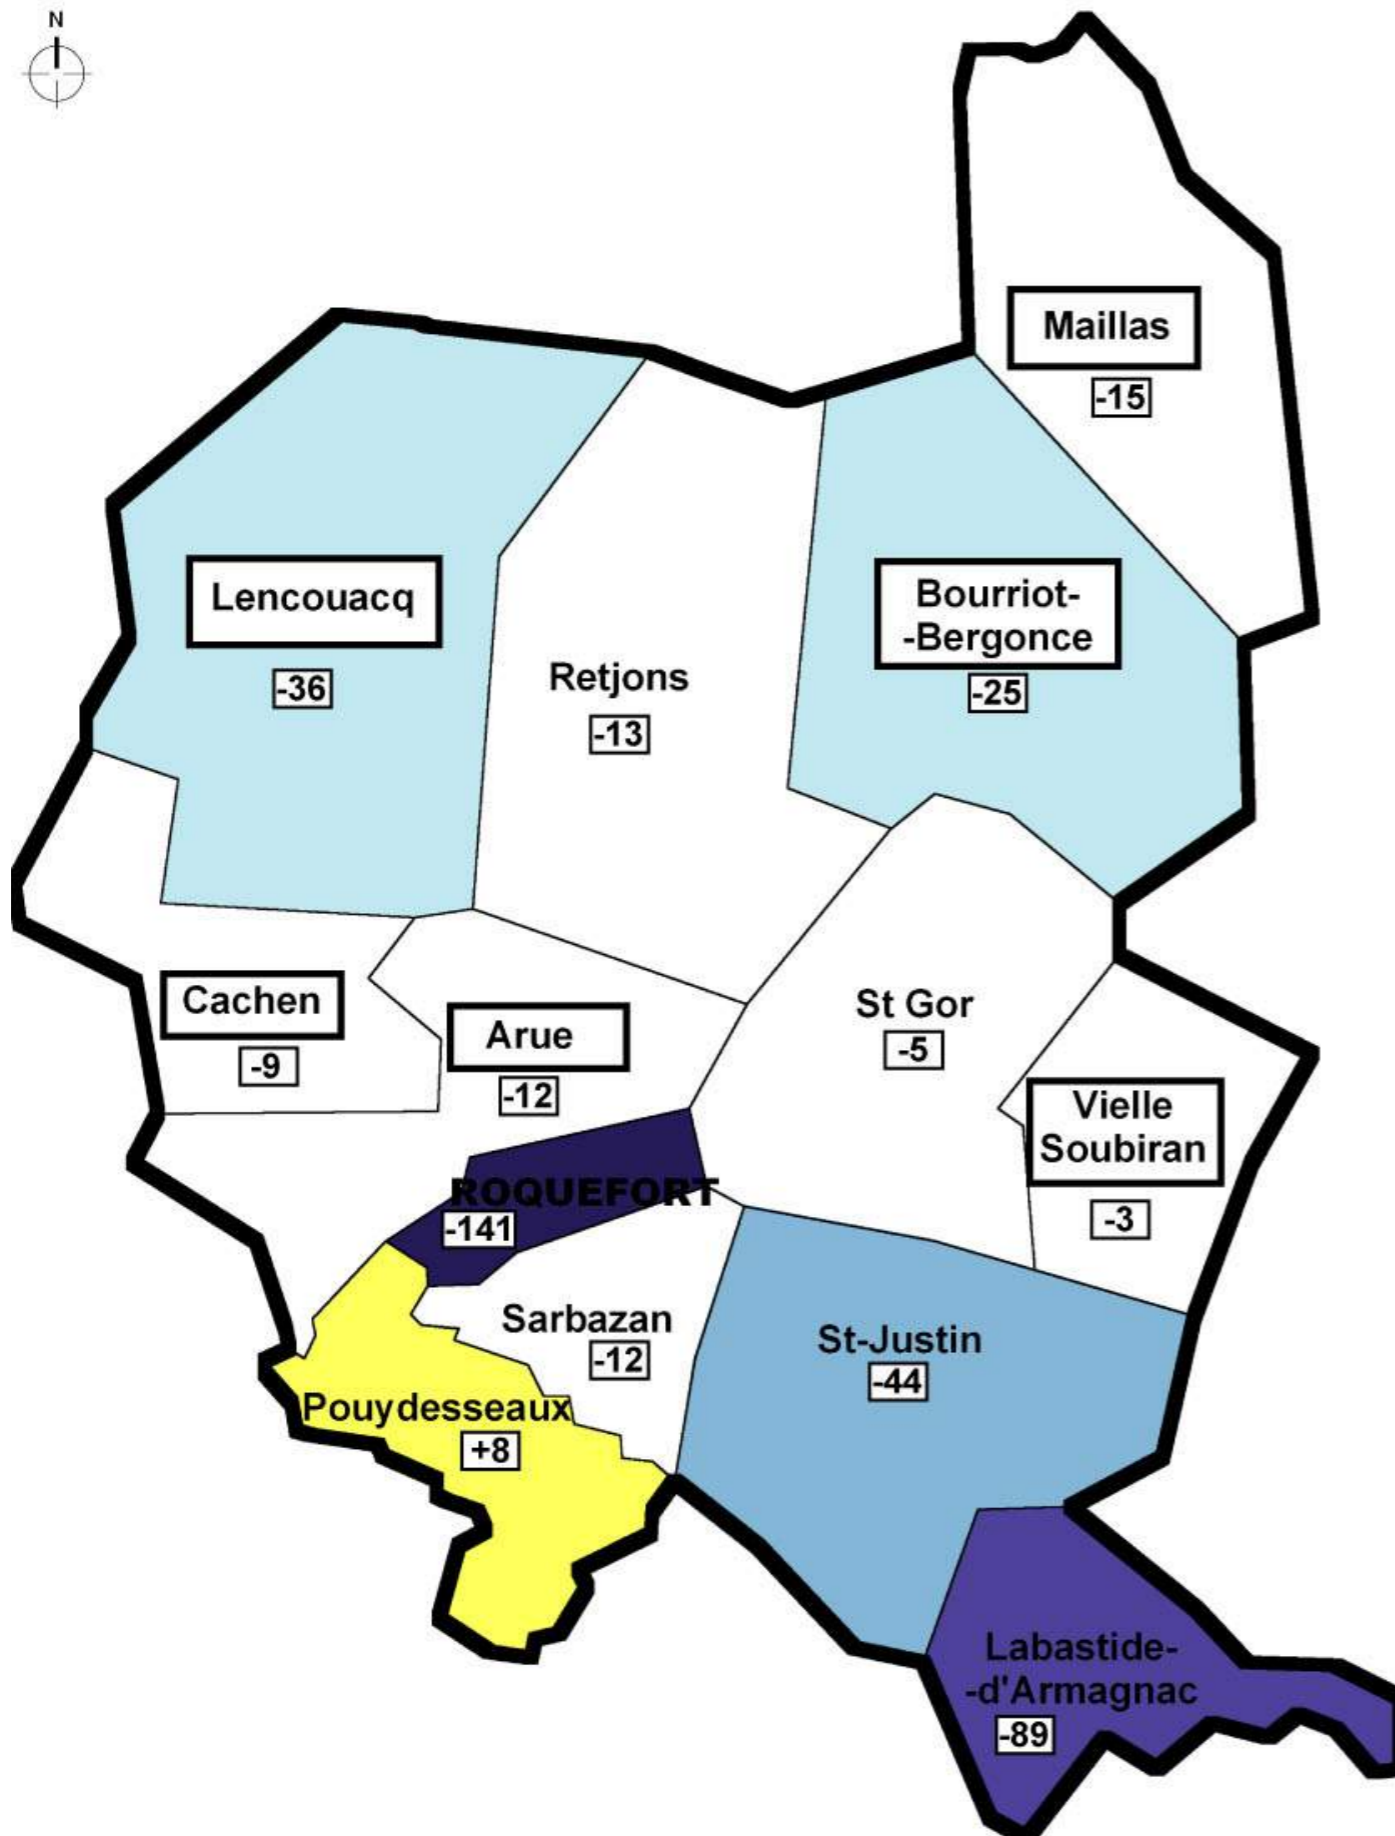 N
Maillas
-15
Lencouacq
-36
Bourriot-
-Bergonce
-25
Retjons
-13
Cachen
-9
Arue
-12
St Gor
-5
Vielle
Soubiran
-3
ROQUEFORT
-141
Sarbazan
-12
St-Justin
-44
Pouydesseaux
+8
Labastide-
-d'Armagnac
-89